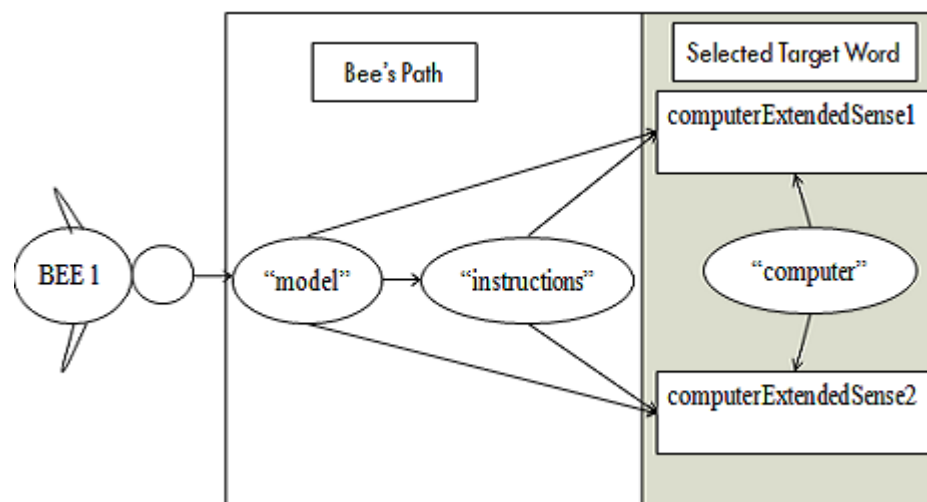 Bee's Path
Selected Target Word
computerExtendedSense1
BEE 1
“model”
“instructions”
“computer”
computerExtendedSense2